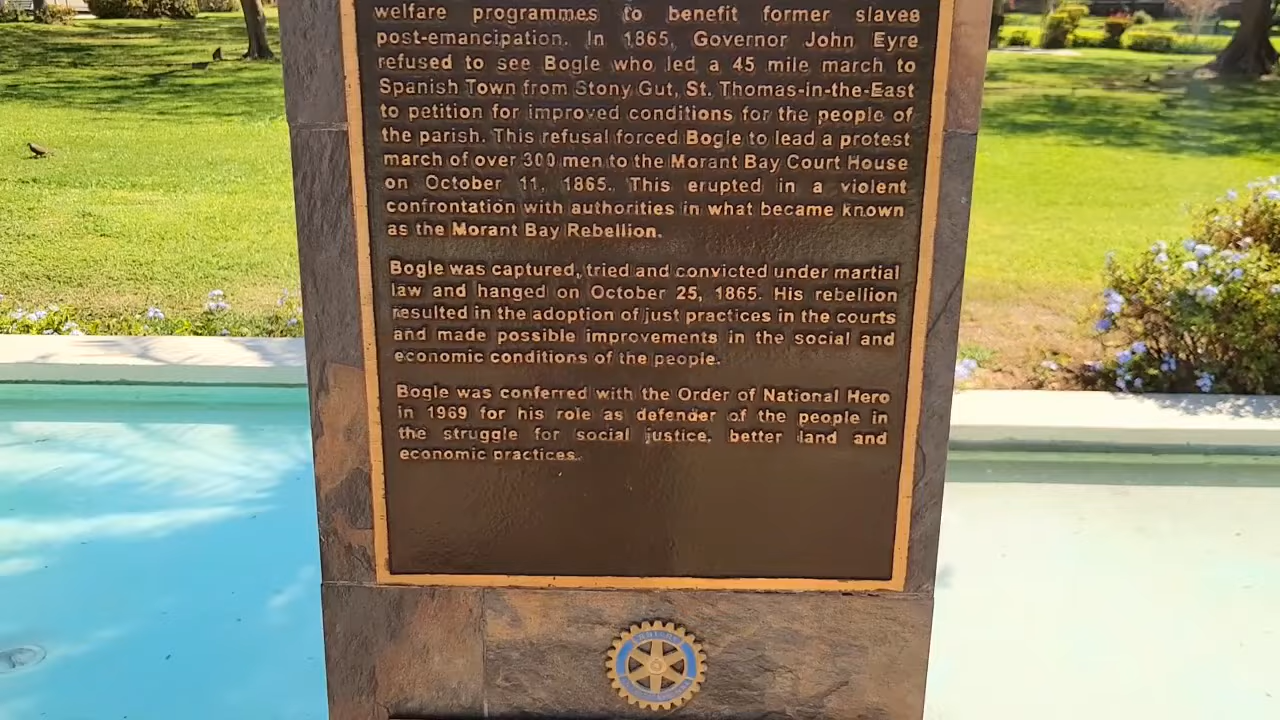 welfare programmes to benefit former slaves
post-emancipation. In 1865, Governor John Eyre
refused to see Bogle who led a 45 mile march to
Spanish Town from Stony Gut, St. Thomas-in-the-East
to petition for improved conditions for the people of
the parish. This refusal forced Bogle to lead a protest
march of over 300 men to the Morant Bay Court House
on October 11, 1865. This erupted in a violent
confrontation with authorities in what became known
as the Morant Bay Rebellion.
Bogle was captured, tried and convicted under martial
law and hanged on October 25, 1865. His rebellion
resulted in the adoption of just practices in the courts
and made possible improvements in the social and
economic conditions of the people.
Bogle was conferred with the Order of National Hero
in 1969 for his role as defender of the people in
the struggle for social justice, better land and
economic practices.